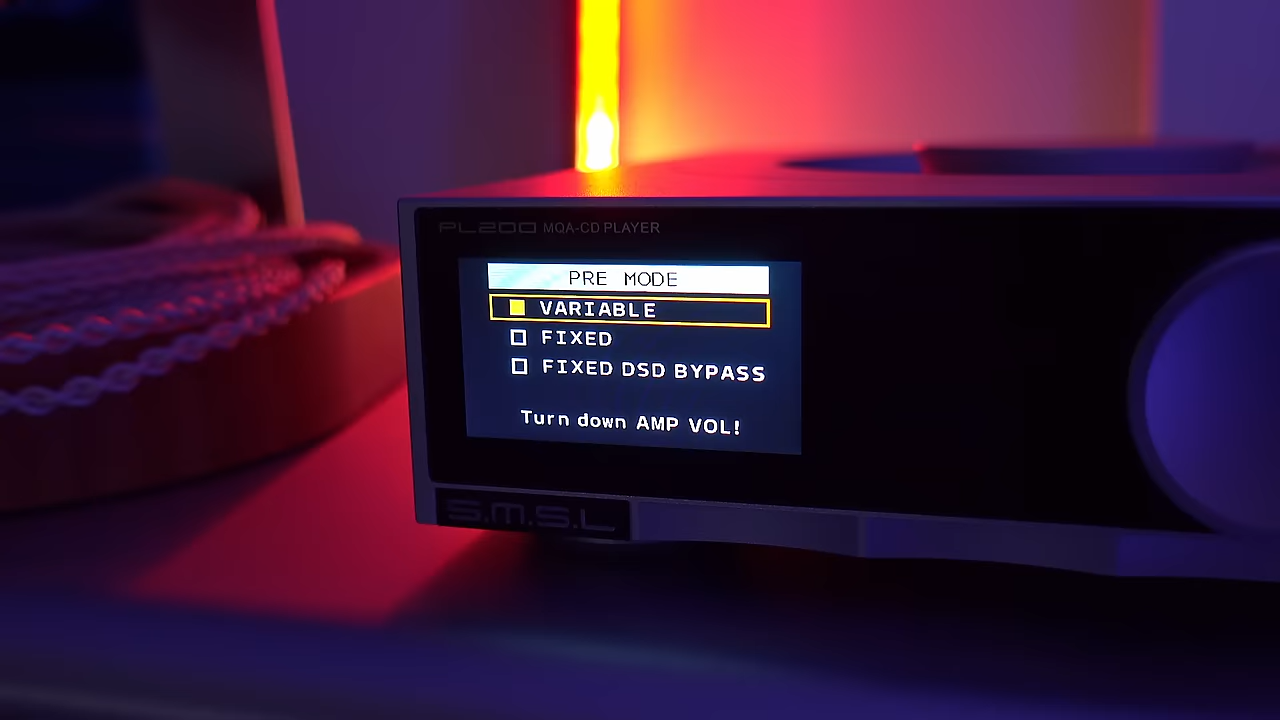 PL200 MQA-CD PLAYER
PRE MODE
VARIABLE
FIXED
FIXED DSD BYPASS
Turn down AMP VOL!
S.M.S.L